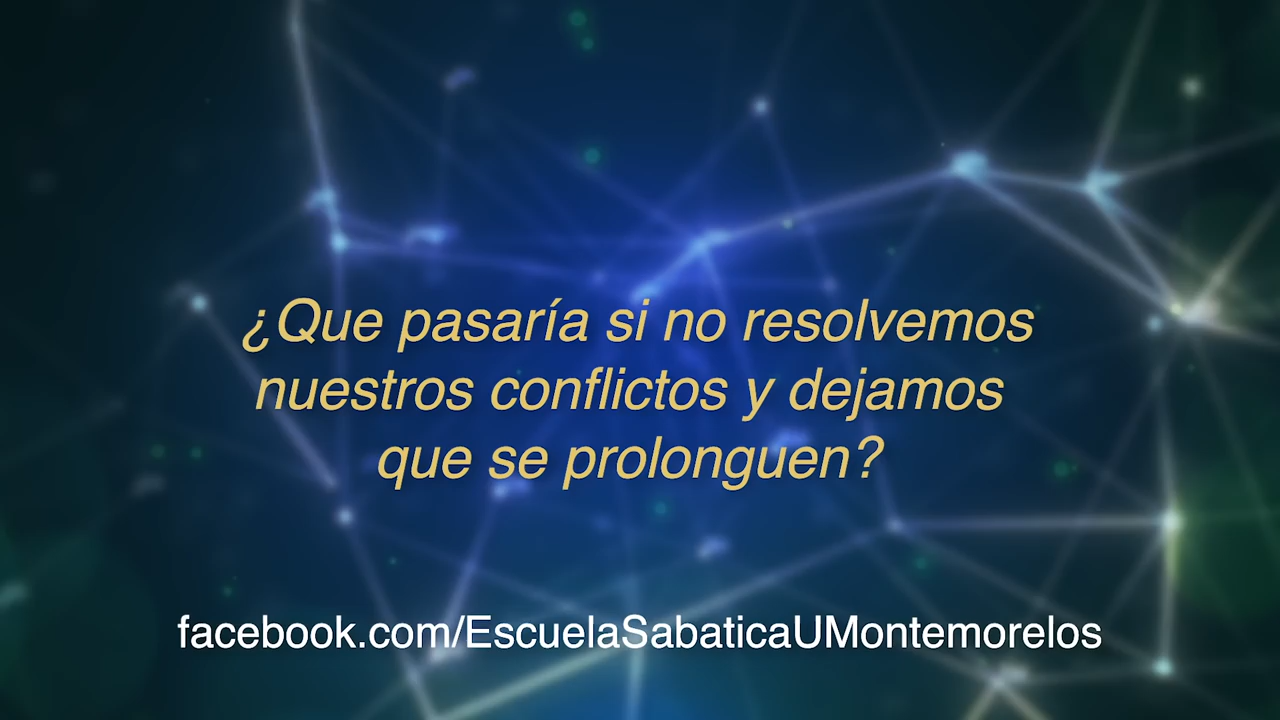 ¿Que pasaría si no resolvemos
nuestros conflictos y dejamos
que se prolonguen?
facebook.com/EscuelaSabaticaUMontemorelos